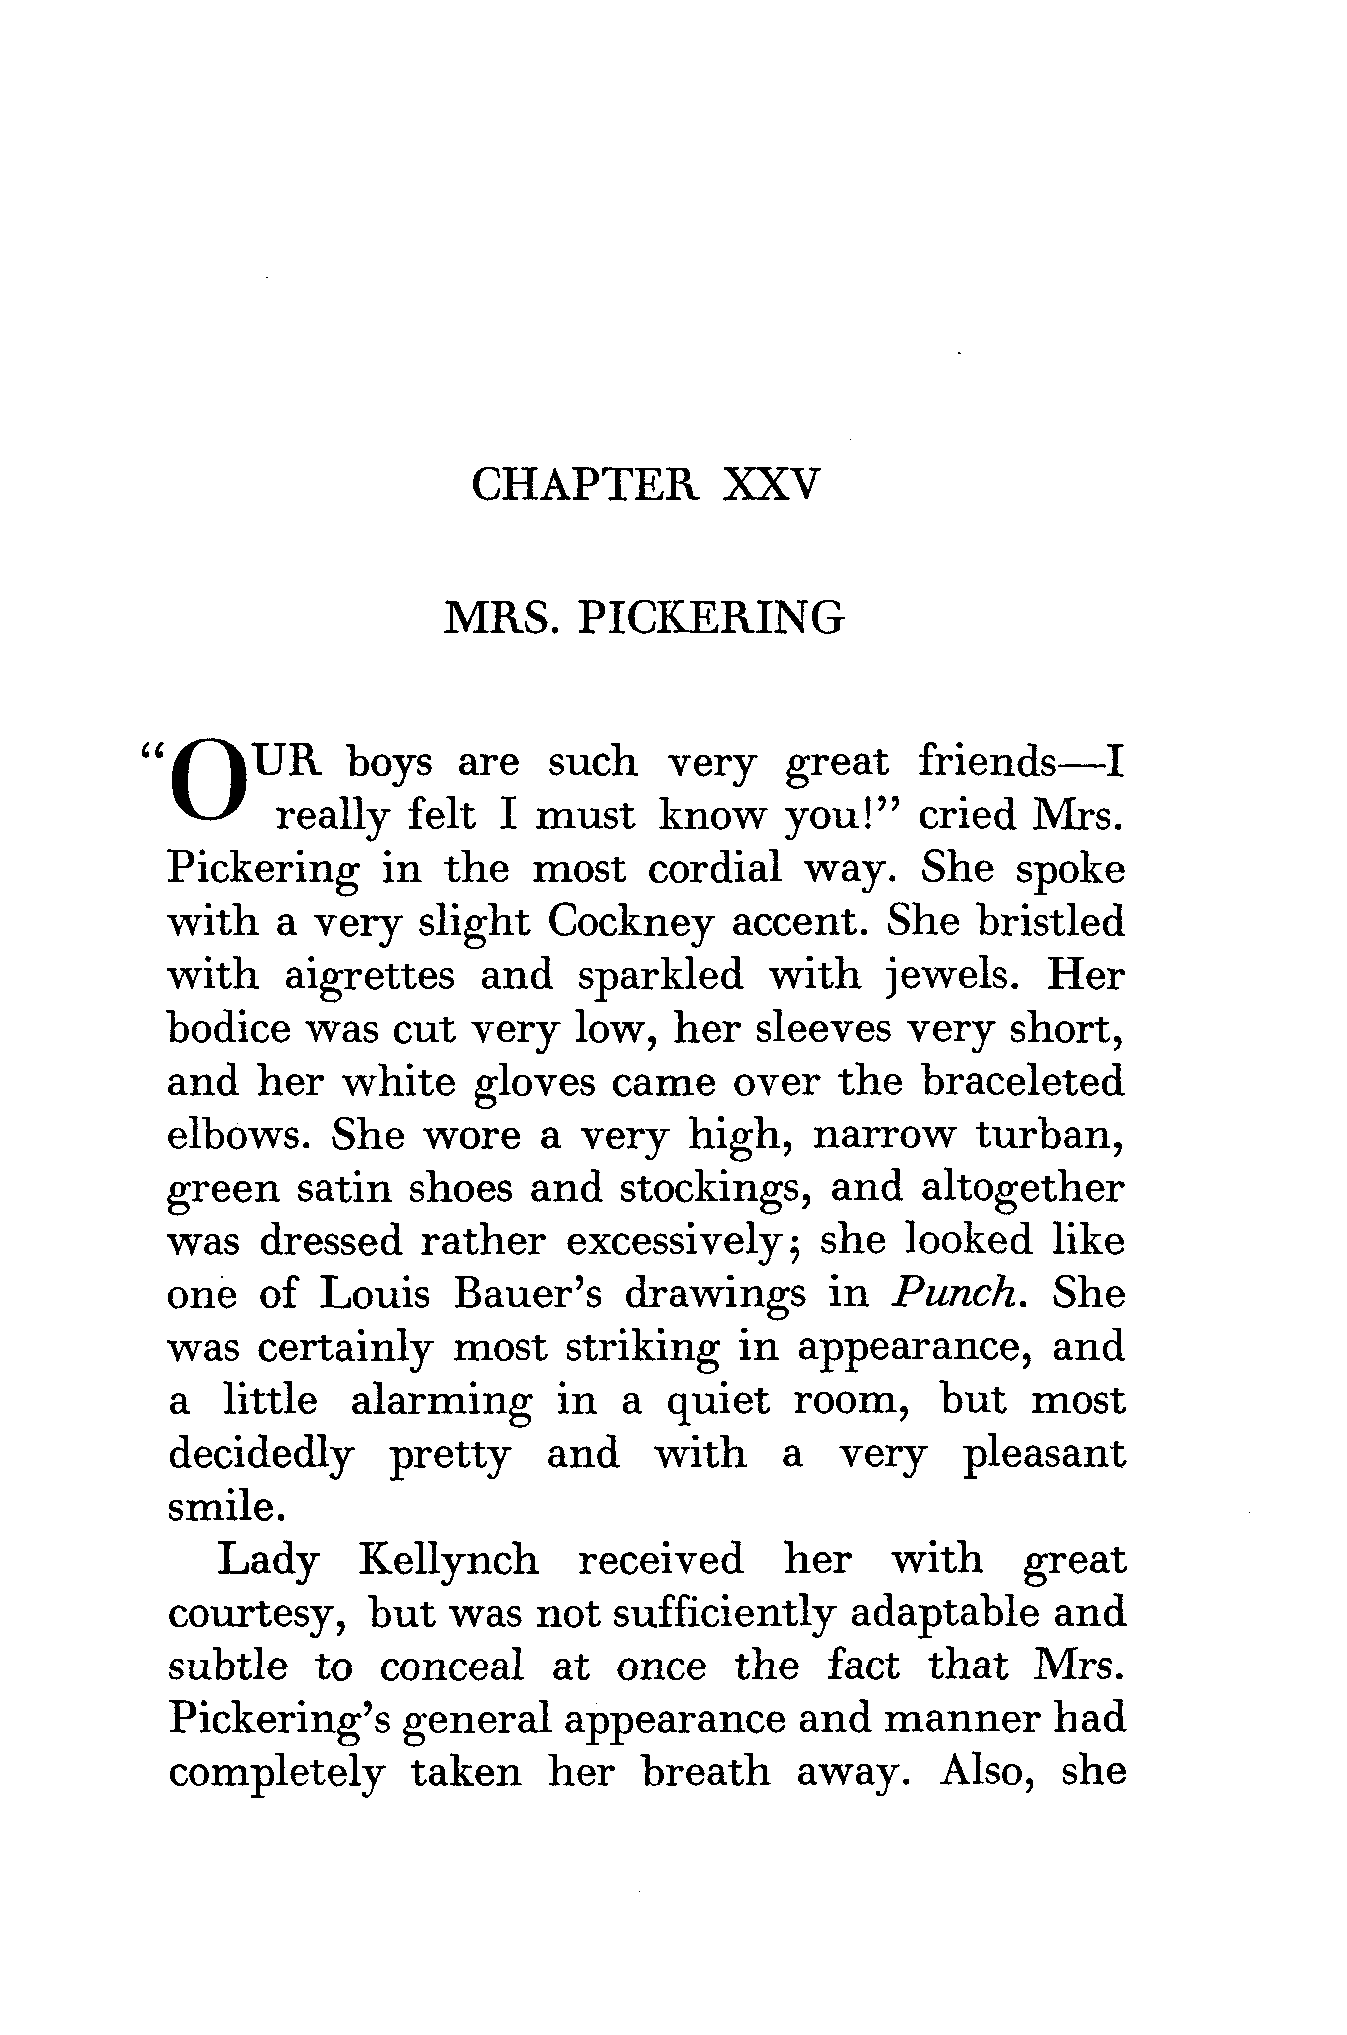 CHAPTER XXV
MRS. PICKERING
“OUR boys are such very great friends—I
really felt I must know you!” cried Mrs.
Pickering in the most cordial way. She spoke
with a very slight Cockney accent. She bristled
with aigrettes and sparkled with jewels. Her
bodice was cut very low, her sleeves very short,
and her white gloves came over the braceleted
elbows. She wore a very high, narrow turban,
green satin shoes and stockings, and altogether
was dressed rather excessively; she looked like
one of Louis Bauer’s drawings in Punch. She
was certainly most striking in appearance, and
a little alarming in a quiet room, but most
decidedly pretty and with a very pleasant
smile.
Lady Kellynch received her with great
courtesy, but was not sufficiently adaptable and
subtle to conceal at once the fact that Mrs.
Pickering’s general appearance and manner had
completely taken her breath away. Also, she